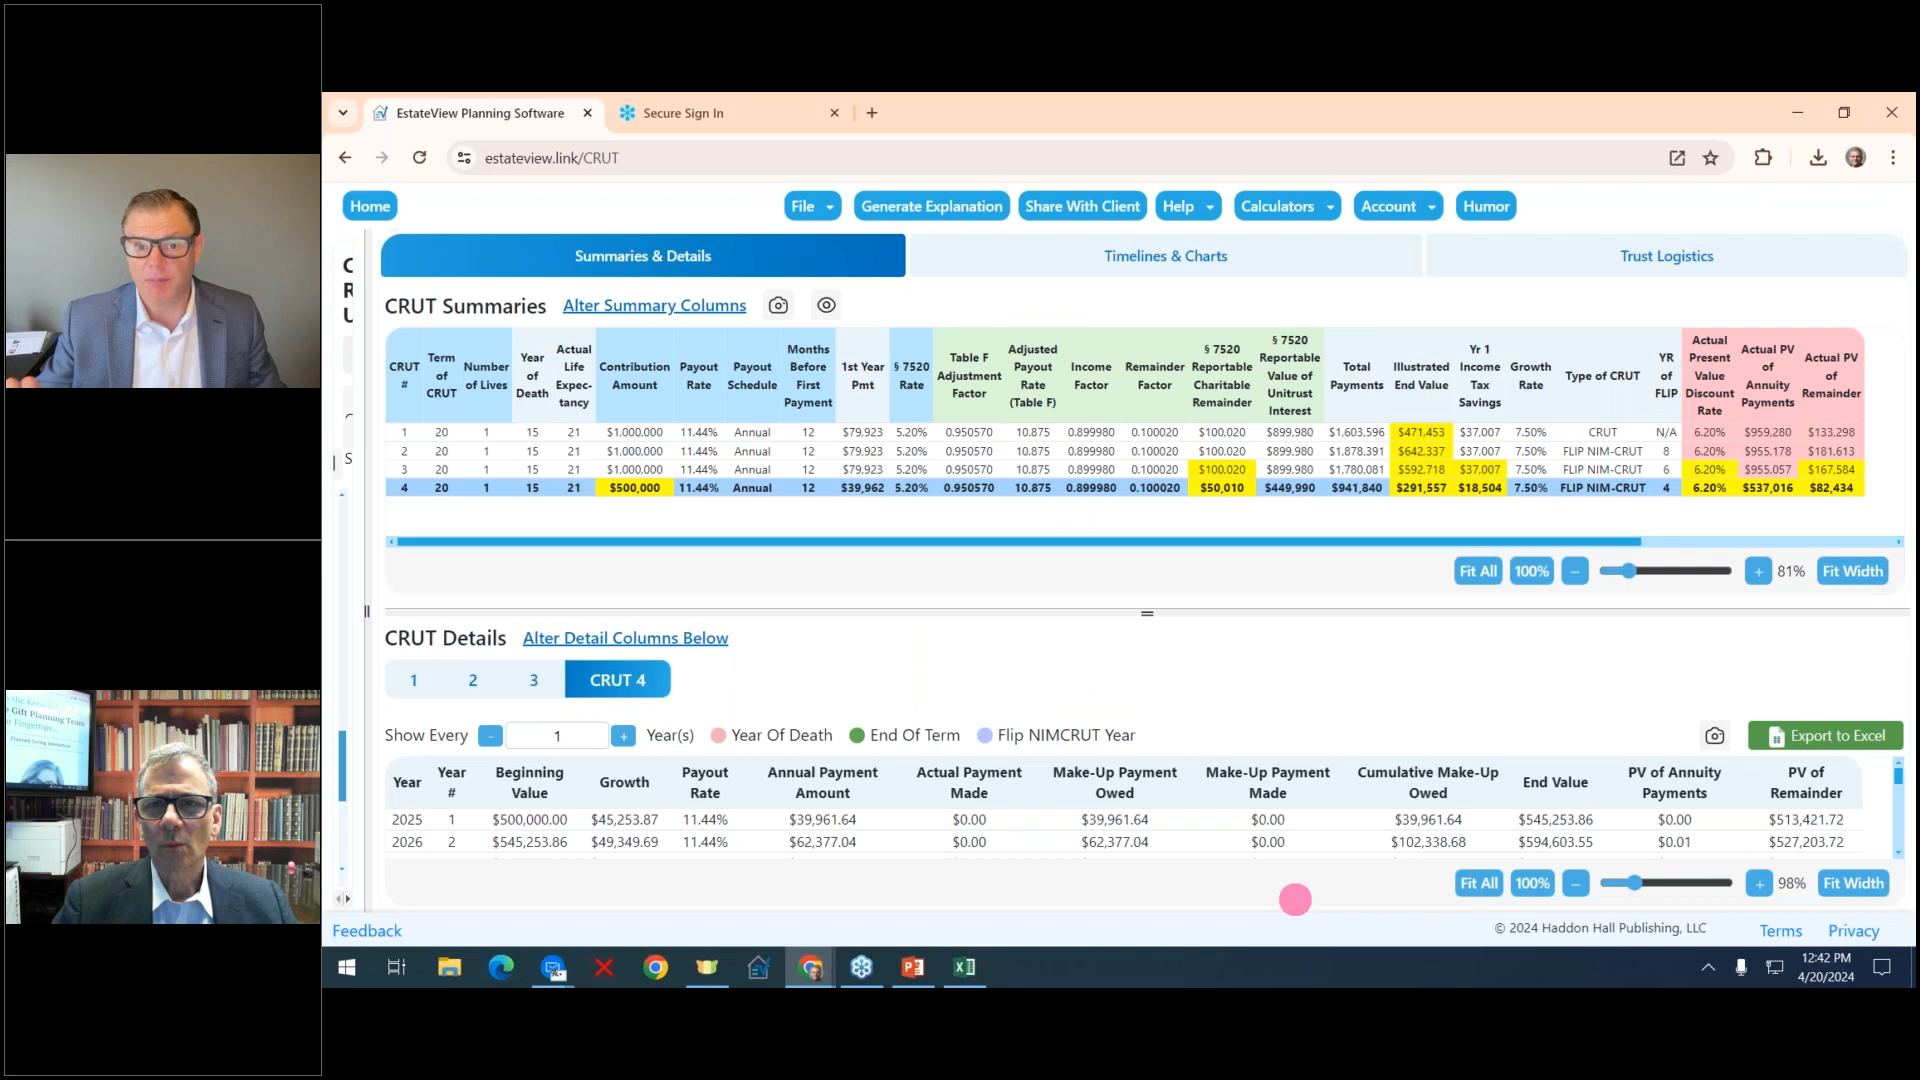 EstateView Planning Software
Secure Sign In
estateview.link/CRUT
Home
File
Generate Explanation
Share With Client
Help
Calculators
Account
Humor
Summaries & Details
Timelines & Charts
Trust Logistics
CRUT Summaries
Alter Summary Columns
CRUT #
Term of CRUT
Number of Lives
Year of Death
Actual Life Expec- tancy
Contribution Amount
Payout Rate
Payout Schedule
Months Before First Payment
1st Year Pmt
§ 7520 Rate
Table F Adjustment Factor
Adjusted Payout Rate (Table F)
Income Factor
Remainder Factor
§ 7520 Reportable Charitable Remainder
§ 7520 Reportable Value of Unitrust Interest
Total Payments
Illustrated End Value
Yr 1 Income Tax Savings
Growth Rate
Type of CRUT
YR of FLIP
Actual Present Value Discount Rate
Actual PV of Annuity Payments
Actual PV of Remainder
1 20 1 15 21 $1,000,000 11.44% Annual 12 $79,923 5.20% 0.950570 10.875 0.899980 0.100020 $100,020 $899,980 $1,603,596 $471,453 $37,007 7.50% CRUT N/A 6.20% $959,280 $133,298
2 20 1 15 21 $1,000,000 11.44% Annual 12 $79,923 5.20% 0.950570 10.875 0.899980 0.100020 $100,020 $899,980 $1,878,391 $642,337 $37,007 7.50% FLIP NIM-CRUT 8 6.20% $955,178 $181,613
3 20 1 15 21 $1,000,000 11.44% Annual 12 $79,923 5.20% 0.950570 10.875 0.899980 0.100020 $100,020 $899,980 $1,780,081 $592,718 $37,007 7.50% FLIP NIM-CRUT 6 6.20% $955,057 $167,584
4 20 1 15 21 $500,000 11.44% Annual 12 $39,962 5.20% 0.950570 10.875 0.899980 0.100020 $50,010 $449,990 $941,840 $291,557 $18,504 7.50% FLIP NIM-CRUT 4 6.20% $537,016 $82,434
Fit All 100% - + 81% Fit Width
CRUT Details
Alter Detail Columns Below
1 2 3 CRUT 4
Show Every - 1 + Year(s)
Year Of Death
End Of Term
Flip NIMCRUT Year
Export to Excel
Year
Year #
Beginning Value
Growth
Payout Rate
Annual Payment Amount
Actual Payment Made
Make-Up Payment Owed
Make-Up Payment Made
Cumulative Make-Up Owed
End Value
PV of Annuity Payments
PV of Remainder
2025 1 $500,000.00 $45,253.87 11.44% $39,961.64 $0.00 $39,961.64 $0.00 $39,961.64 $545,253.86 $0.00 $513,421.72
2026 2 $545,253.86 $49,349.69 11.44% $62,377.04 $0.00 $62,377.04 $0.00 $102,338.68 $594,603.55 $0.01 $527,203.72
Fit All 100% - + 98% Fit Width
Feedback
© 2024 Haddon Hall Publishing, LLC
Terms
Privacy
12:42 PM
4/20/2024
Gift Planning Team